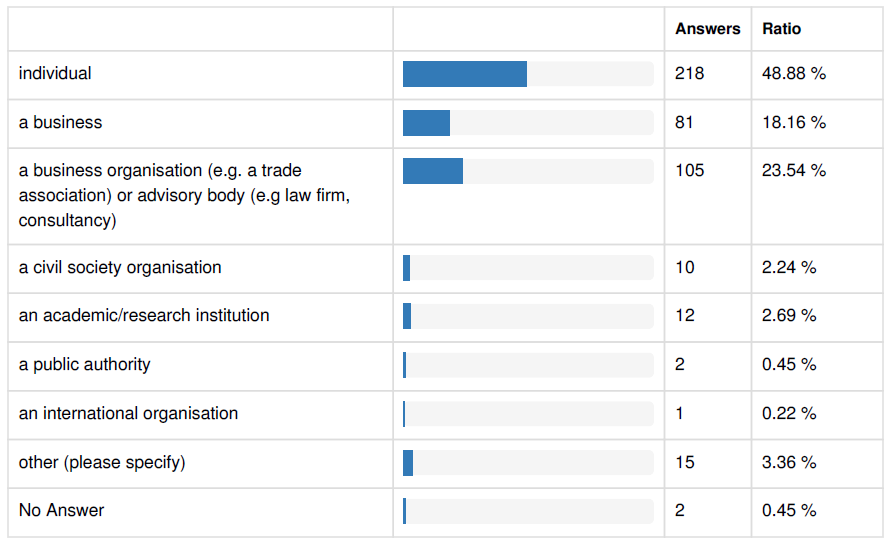 Answers Ratio
individual 218 48.88 %
a business 81 18.16 %
a business organisation (e.g. a trade 105 23.54 %
association) or advisory body (e.g law firm,
consultancy)
a civil society organisation 10 2.24 %
an academic/research institution 12 2.69 %
a public authority 2 0.45 %
an international organisation 1 0.22 %
other (please specify) 15 3.36 %
No Answer 2 0.45 %